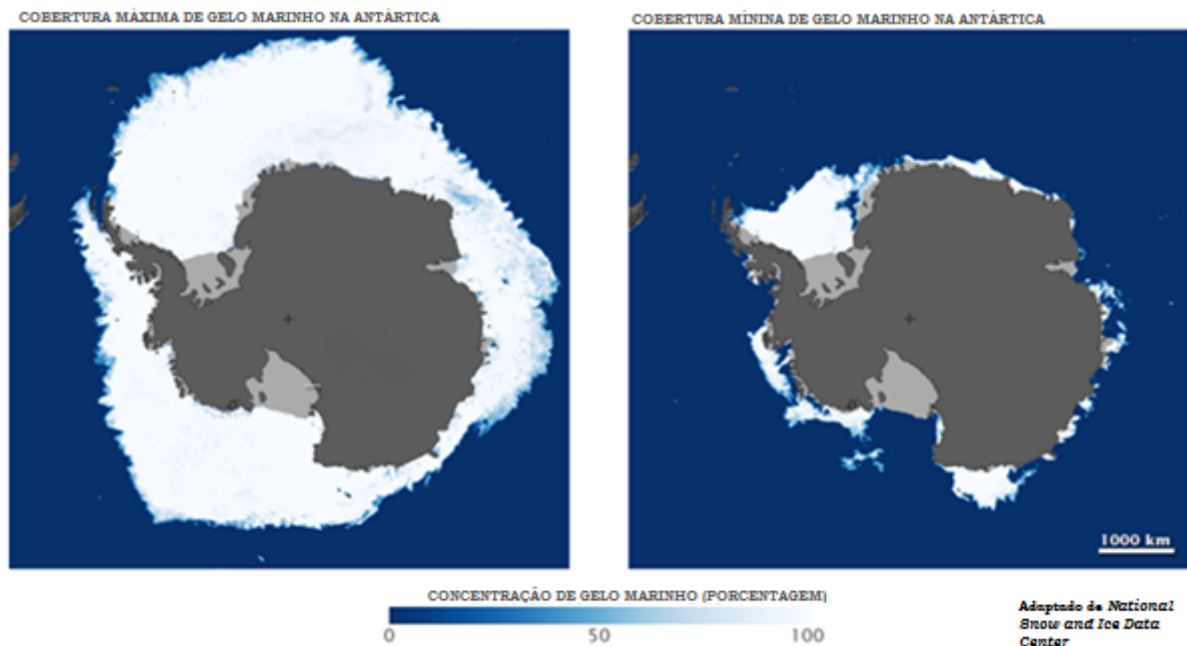 COBERTURA MÁXIMA DE GELO MARINHO NA ANTÁRTICA
COBERTURA MÍNINA DE GELO MARINHO NA ANTÁRTICA
1000 km
CONCENTRAÇÃO DE GELO MARINHO (PORCENTAGEM)
0 50 100
Adaptado de National
Snow and Ice Data
Center